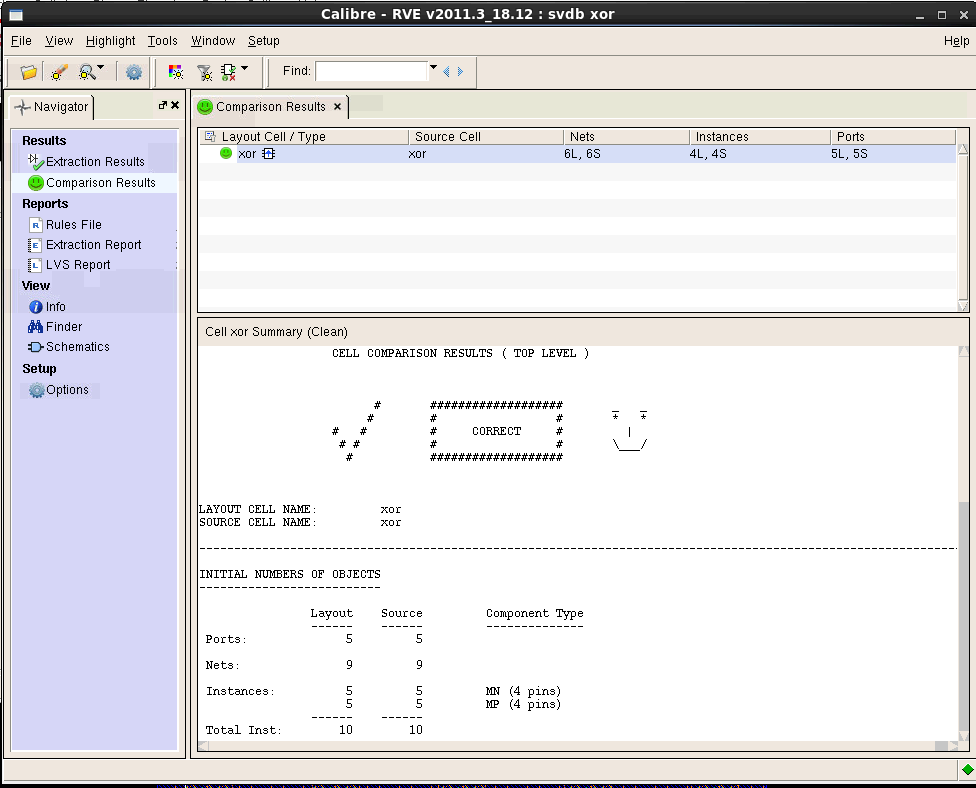 Calibre - RVE v2011.3_18.12 : svdb xor
File View Highlight Tools Window Setup Help
Find:
Navigator
Results
Extraction Results
Comparison Results
Reports
Rules File
Extraction Report
LVS Report
View
Info
Finder
Schematics
Setup
Options
Comparison Results
Layout Cell / Type Source Cell Nets Instances Ports
xor xor 6L, 6S 4L, 4S 5L, 5S
Cell xor Summary (Clean)
CELL COMPARISON RESULTS ( TOP LEVEL )
# ################### _ _
# # # * *
# # # CORRECT # |
# # # # \___/
# ###################
LAYOUT CELL NAME: xor
SOURCE CELL NAME: xor
INITIAL NUMBERS OF OBJECTS
Layout Source Component Type
Ports: 5 5
Nets: 9 9
Instances: 5 5 MN (4 pins)
5 5 MP (4 pins)
Total Inst: 10 10